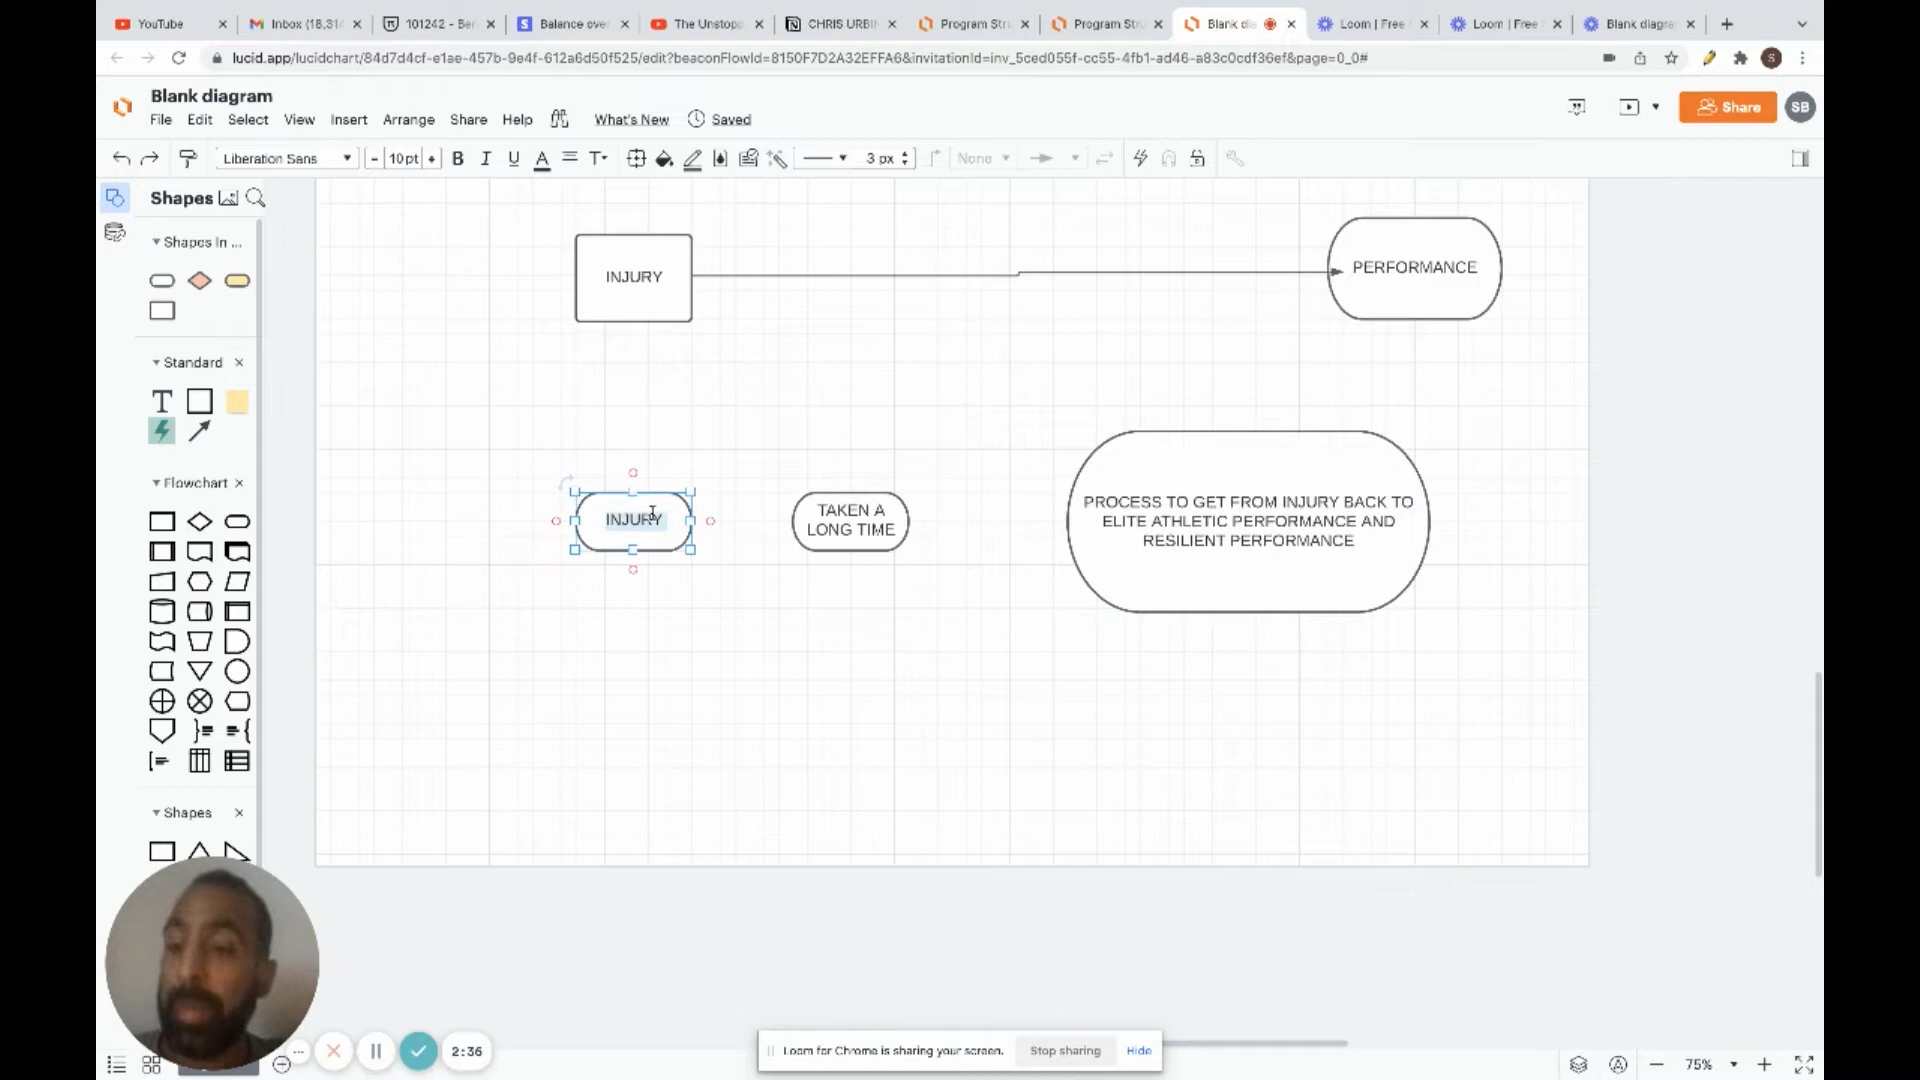 YouTube
Inbox (18,31
101242 - Ber
Balance over
The Unstopp
CHRIS URBI
Program Stru
Program Stru
Blank dia
Loom | Free
Loom | Free
Blank diagra
lucid.app/lucidchart/84d7d4cf-e1ae-457b-9e4f-612a6d50f525/edit?beaconFlowId=8150F7D2A32EFFA6&invitationId=inv_5ced055f-cc55-4fb1-ad46-a83c0cdf36ef&page=0_0#
S
Blank diagram
File Edit Select View Insert Arrange Share Help What's New Saved
Share
SB
Liberation Sans
- 10 pt +
B I U A T
3 px
None
Shapes
Shapes In ...
Standard
T
Flowchart
Shapes
INJURY
PERFORMANCE
INJURY
TAKEN A
LONG TIME
PROCESS TO GET FROM INJURY BACK TO
ELITE ATHLETIC PERFORMANCE AND
RESILIENT PERFORMANCE
2:36
Loom for Chrome is sharing your screen.
Stop sharing
Hide
75%